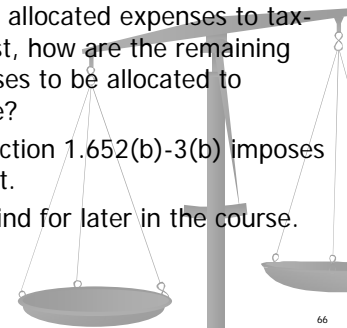 allocated expenses to tax-
st, how are the remaining
ses to be allocated to
e?
ction 1.652(b)-3(b) imposes
t.
ind for later in the course.
66